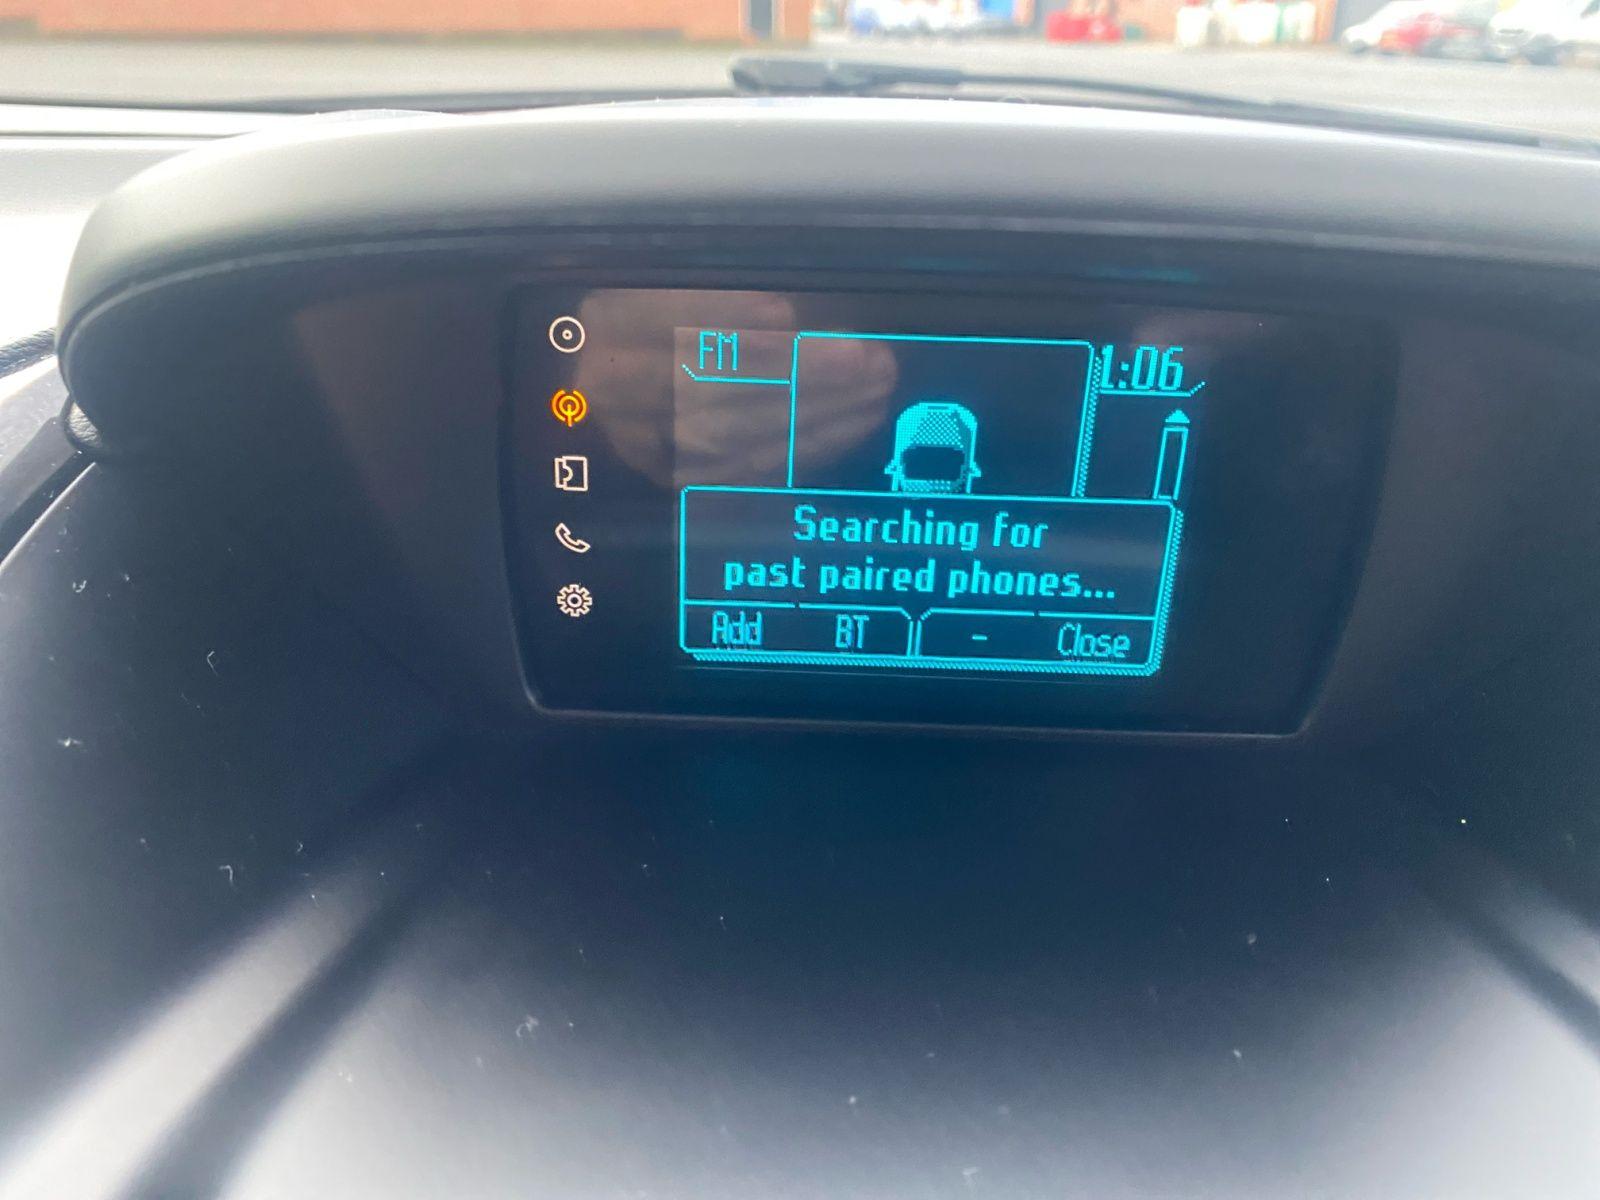 FM
1:06
Searching for
past paired phones...
Add BT - Close